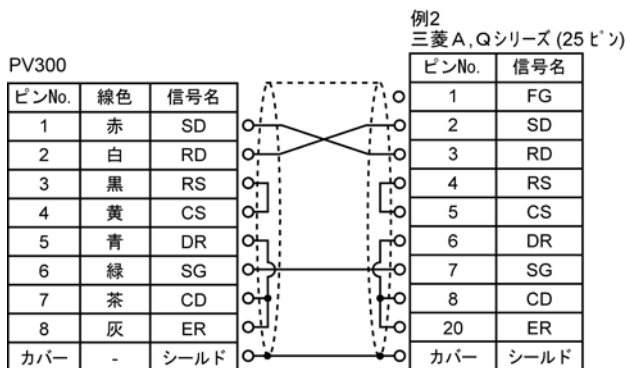 例2
三菱A,Qシリーズ (25ピン)
PV300
ピンNo. 線色 信号名
1 赤 SD
2 白 RD
3 黒 RS
4 黄 CS
5 青 DR
6 緑 SG
7 茶 CD
8 灰 ER
カバー - シールド
ピンNo. 信号名
1 FG
2 SD
3 RD
4 RS
5 CS
6 DR
7 SG
8 CD
20 ER
カバー シールド